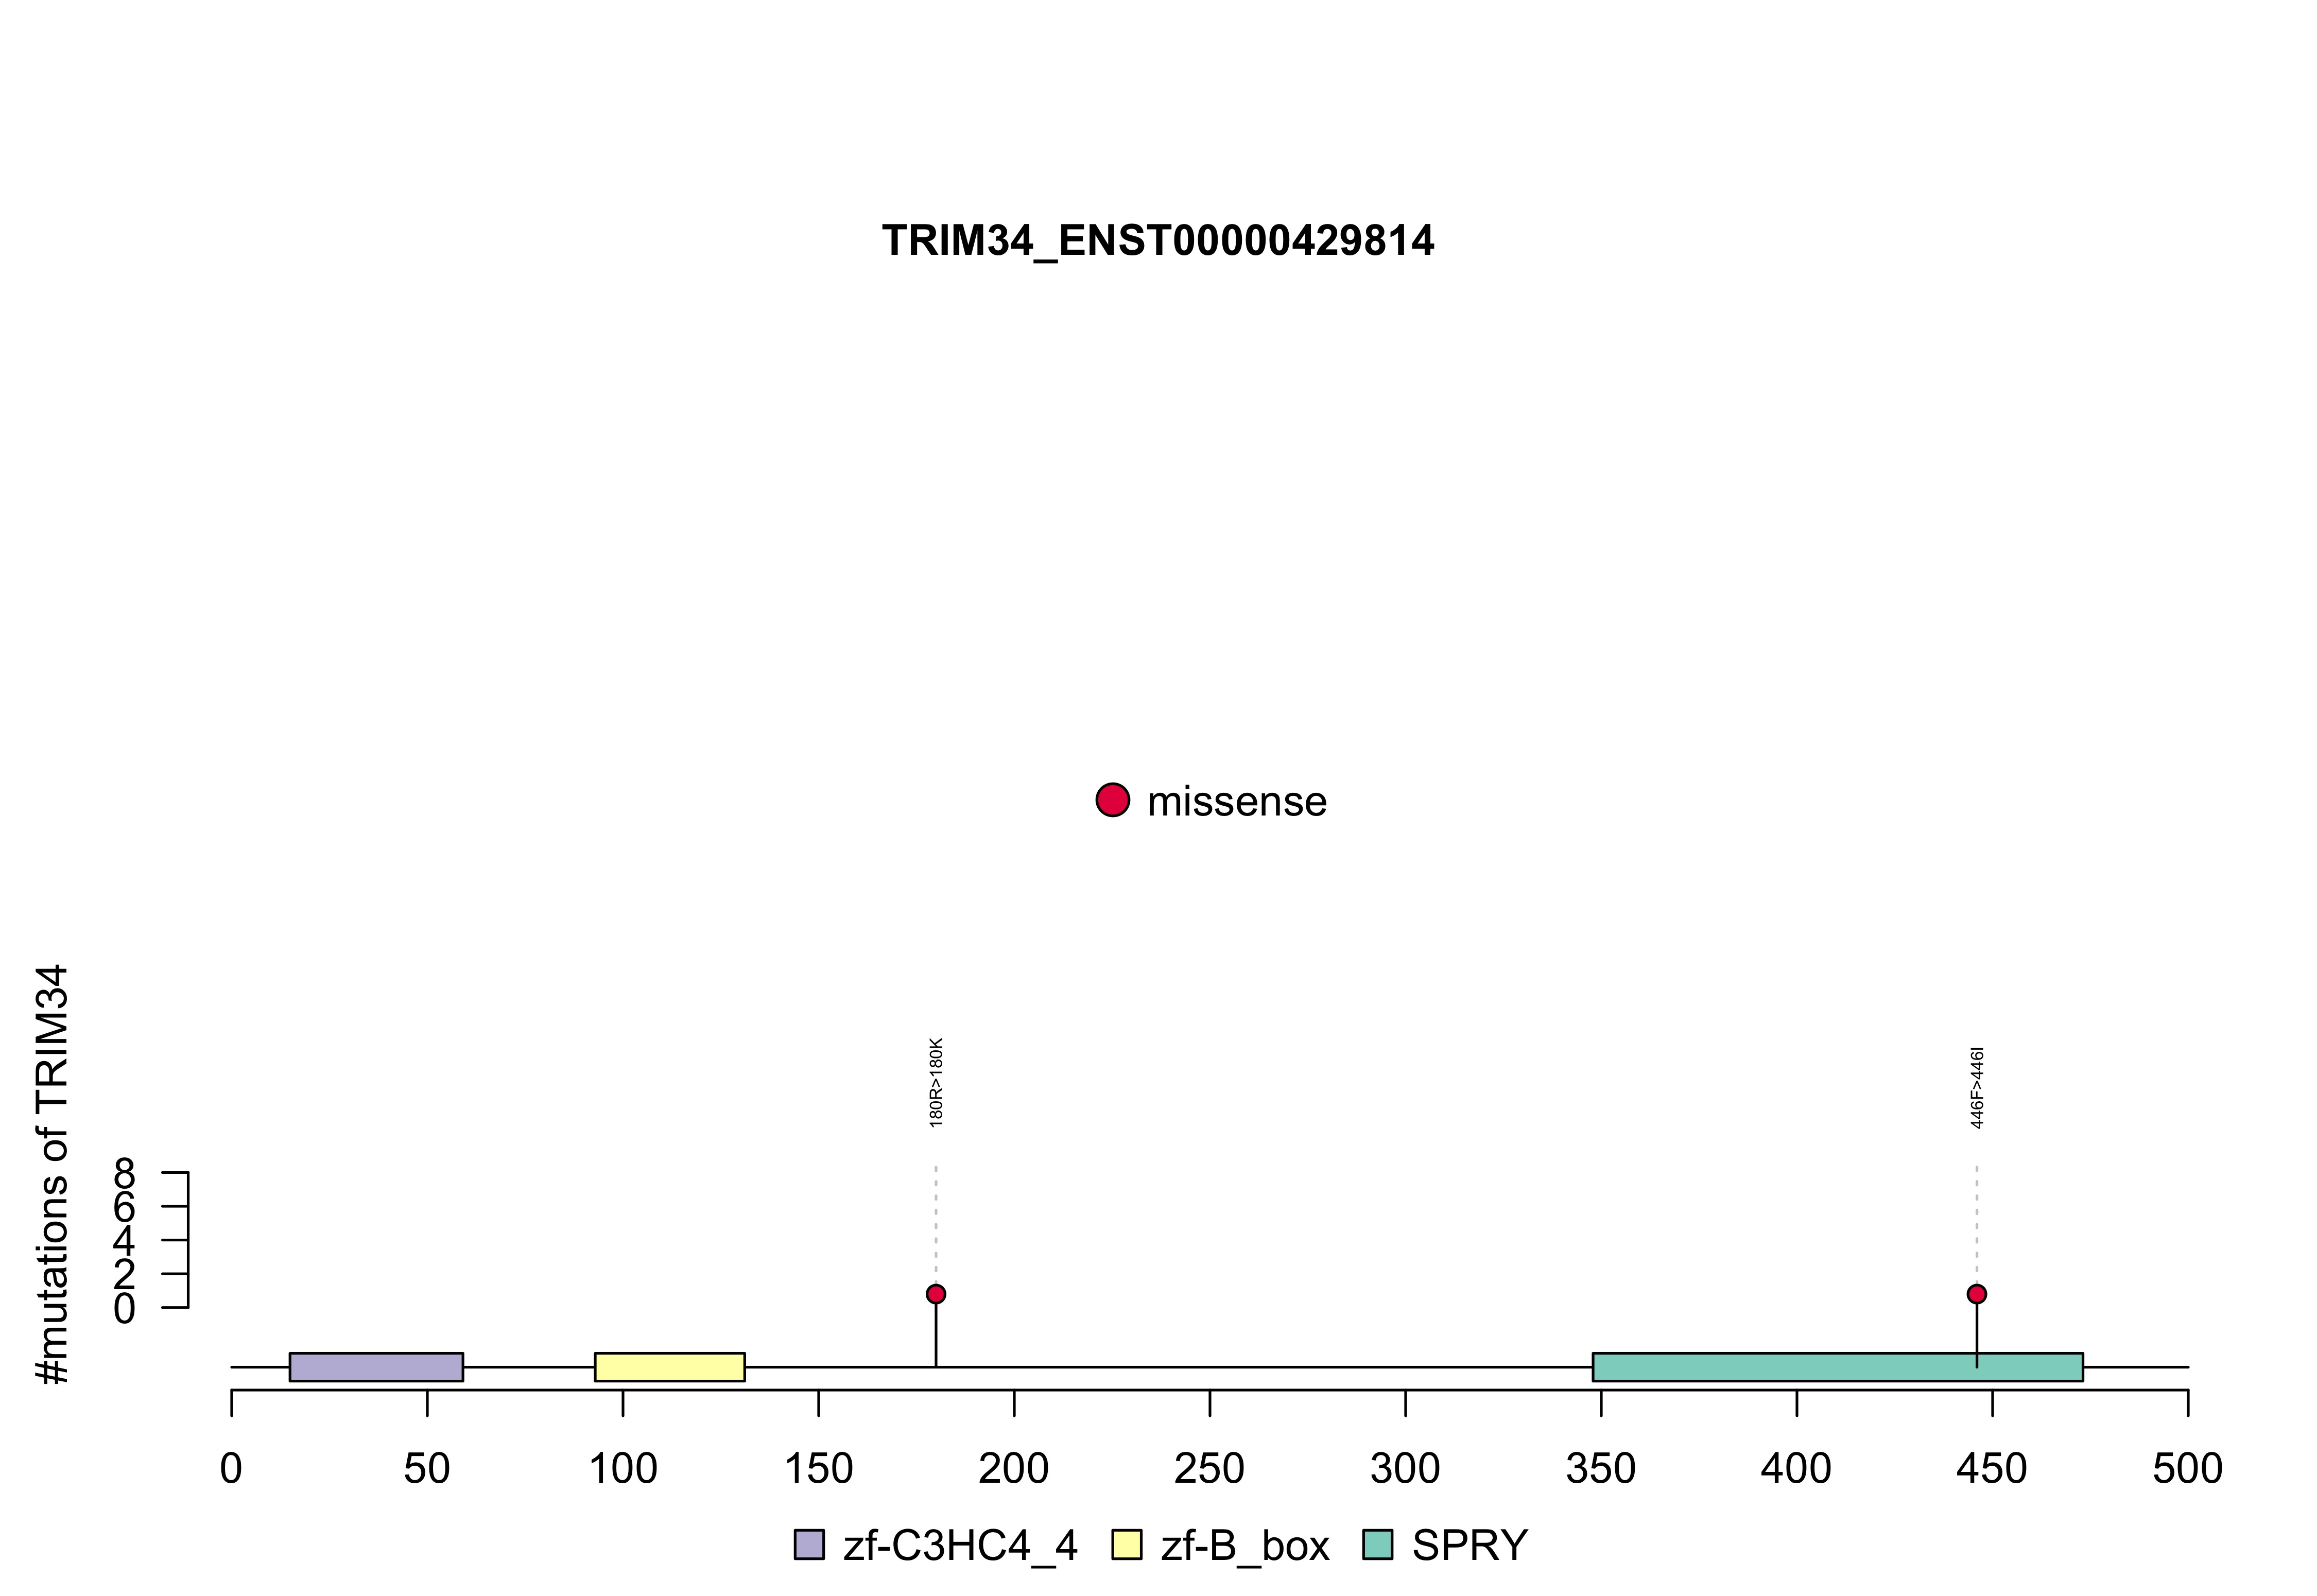 TRIM34_ENST00000429814
missense
#mutations of TRIM34
180R>180K
446F>446I
8
6
4
2
0
0 50 100 150 200 250 300 350 400 450 500
zf-C3HC4_4 zf-B_box SPRY